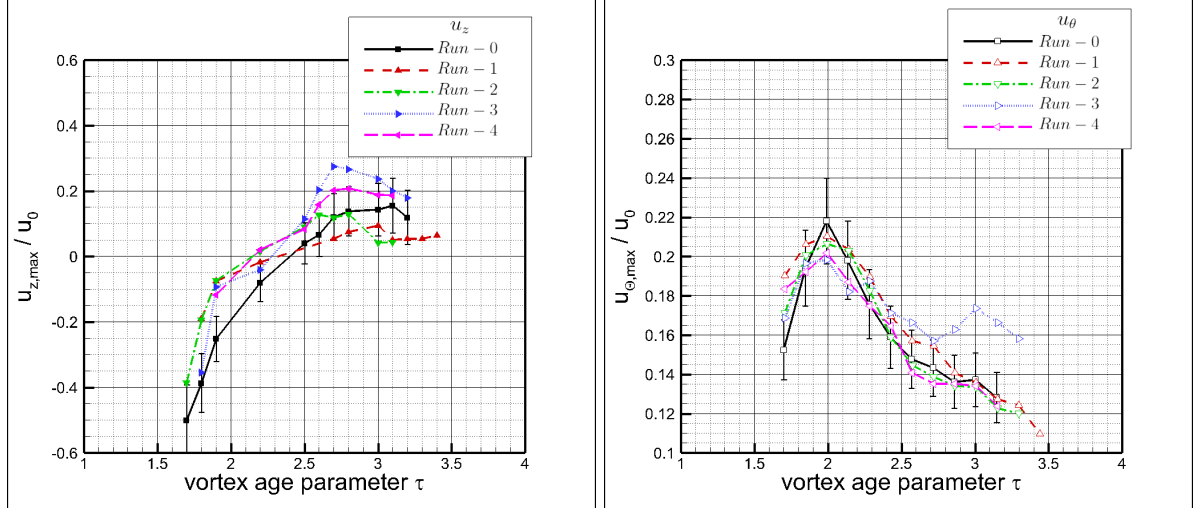 u_z
Run − 0
Run − 1
Run − 2
Run − 3
Run − 4
0.6
0.4
0.2
0
-0.2
-0.4
-0.6
u_z,max / u_0
1 1.5 2 2.5 3 3.5 4
vortex age parameter τ
u_θ
Run − 0
Run − 1
Run − 2
Run − 3
Run − 4
0.3
0.28
0.26
0.24
0.22
0.2
0.18
0.16
0.14
0.12
0.1
u_Θ,max / u_0
1 1.5 2 2.5 3 3.5 4
vortex age parameter τ